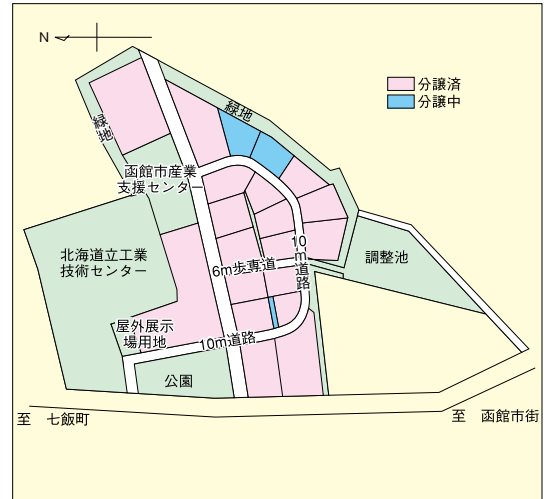 N
分譲済
分譲中
緑地
緑地
函館市産業
支援センター
北海道立工業
技術センター
10m道路
6m歩専道
調整池
屋外展示
場用地
10m道路
公園
至 七飯町
至 函館市街